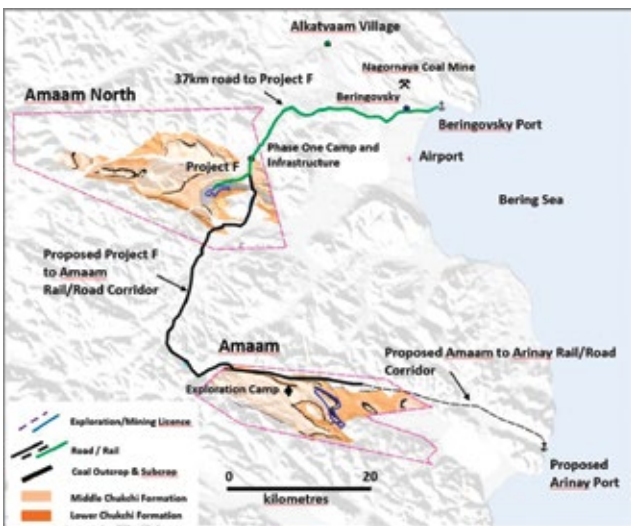 Alkatvaam Village
Nagornaya Coal Mine
37km road to Project F
Beringovsky
Amaam North
Beringovsky Port
Phase One Camp and
Infrastructure
Airport
Project F
Bering Sea
Proposed Project F
to Amaam
Rail/Road Corridor
Amaam
Proposed Amaam to Arinay Rail/Road
Corridor
Exploration Camp
Exploration/Mining Licence
Road / Rail
Coal Outcrop & Subcrop
Middle Chukchi Formation
Lower Chukchi Formation
0 20
kilometres
Proposed
Arinay Port